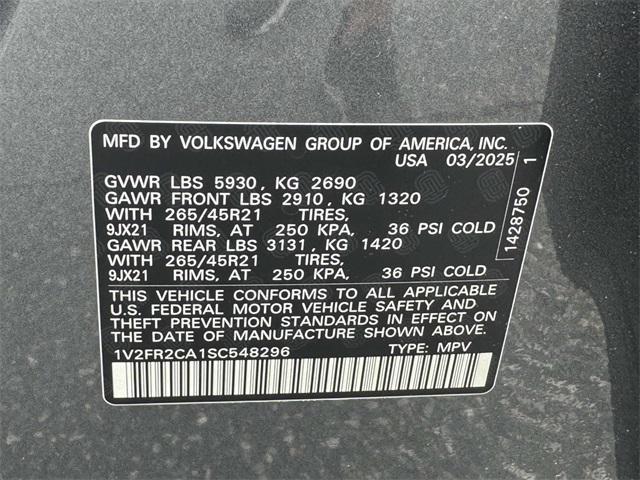 MFD BY VOLKSWAGEN GROUP OF AMERICA, INC.
USA 03/2025
GVWR LBS 5930, KG 2690
GAWR FRONT LBS 2910, KG 1320
WITH 265/45R21 TIRES,
9JX21 RIMS, AT 250 KPA, 36 PSI COLD
GAWR REAR LBS 3131, KG 1420
WITH 265/45R21 TIRES,
9JX21 RIMS, AT 250 KPA, 36 PSI COLD
THIS VEHICLE CONFORMS TO ALL APPLICABLE
U.S. FEDERAL MOTOR VEHICLE SAFETY AND
THEFT PREVENTION STANDARDS IN EFFECT ON
THE DATE OF MANUFACTURE SHOWN ABOVE.
1V2FR2CA1SC548296 TYPE: MPV
1428750 1